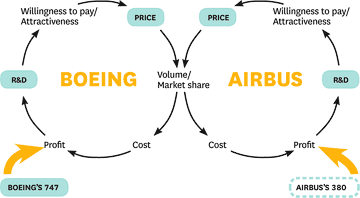 Willingness to pay/
Attractiveness
PRICE
PRICE
Willingness to pay/
Attractiveness
R&D
BOEING
Volume/
Market share
AIRBUS
R&D
Profit
Cost
Cost
Profit
BOEING'S 747
AIRBUS'S 380